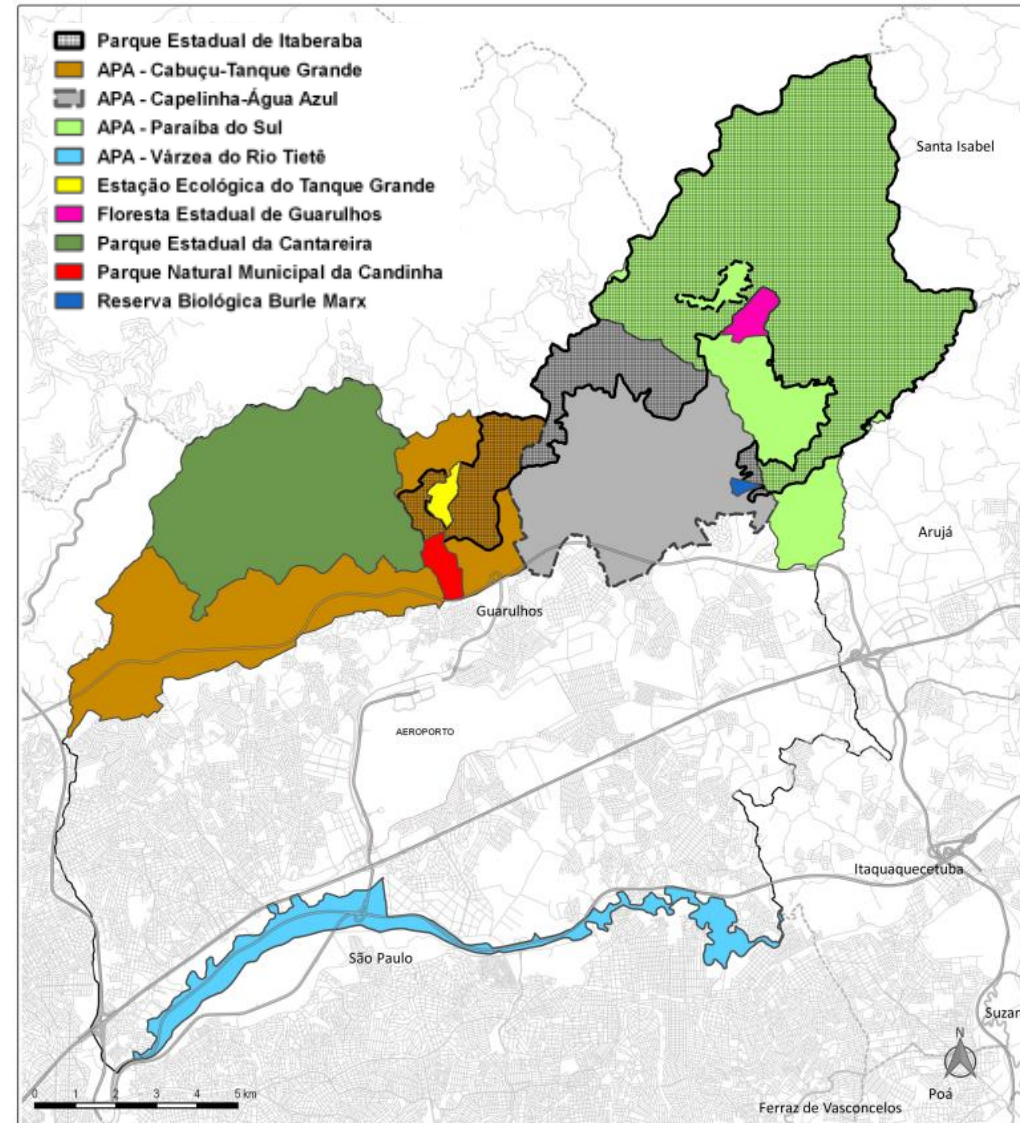 Parque Estadual de Itaberaba
APA - Cabuçu-Tanque Grande
APA - Capelinha-Água Azul
APA - Paraíba do Sul
APA - Várzea do Rio Tietê
Estação Ecológica do Tanque Grande
Floresta Estadual de Guarulhos
Parque Estadual da Cantareira
Parque Natural Municipal da Candinha
Reserva Biológica Burle Marx
Santa Isabel
Arujá
Guarulhos
AEROPORTO
Itaquaquecetuba
São Paulo
Suzan
N
Poá
Ferraz de Vasconcelos
0 1 2 3 4 5 km